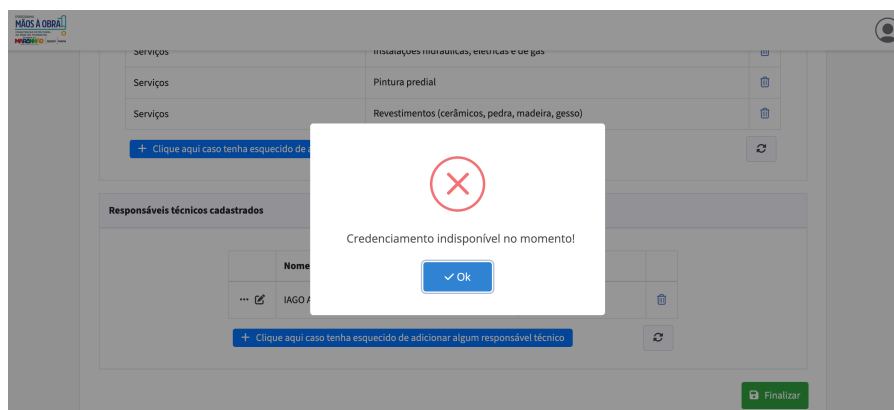 MÃOS À OBRA
Serviços
Instalações hidráulicas, elétricas e de gás
Serviços
Pintura predial
Serviços
Revestimentos (cerâmicos, pedra, madeira, gesso)
+ Clique aqui caso tenha esquecido de
Credenciamento indisponível no momento!
Ok
Responsáveis técnicos cadastrados
Nome
IAGO
+ Clique aqui caso tenha esquecido de adicionar algum responsável técnico
Finalizar